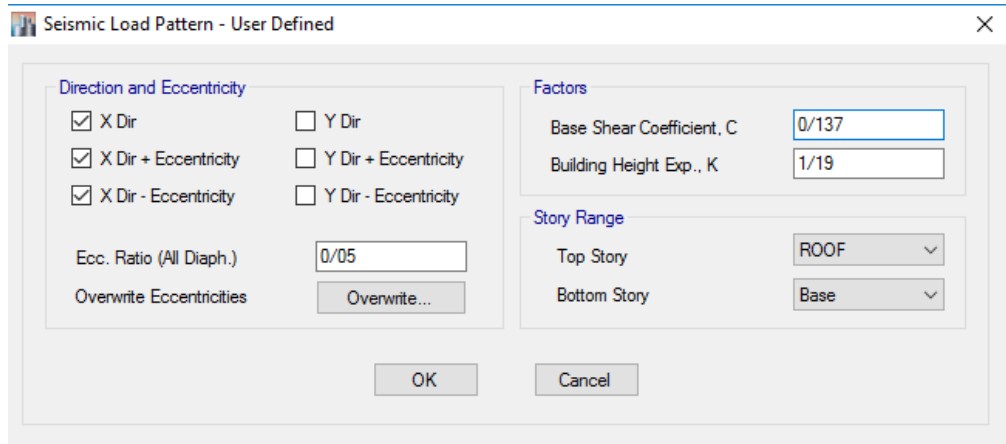 Seismic Load Pattern - User Defined
Direction and Eccentricity
X Dir
Y Dir
X Dir + Eccentricity
Y Dir + Eccentricity
X Dir - Eccentricity
Y Dir - Eccentricity
Ecc. Ratio (All Diaph.)
0/05
Overwrite Eccentricities
Overwrite...
Factors
Base Shear Coefficient, C
0/137
Building Height Exp., K
1/19
Story Range
Top Story
ROOF
Bottom Story
Base
OK
Cancel